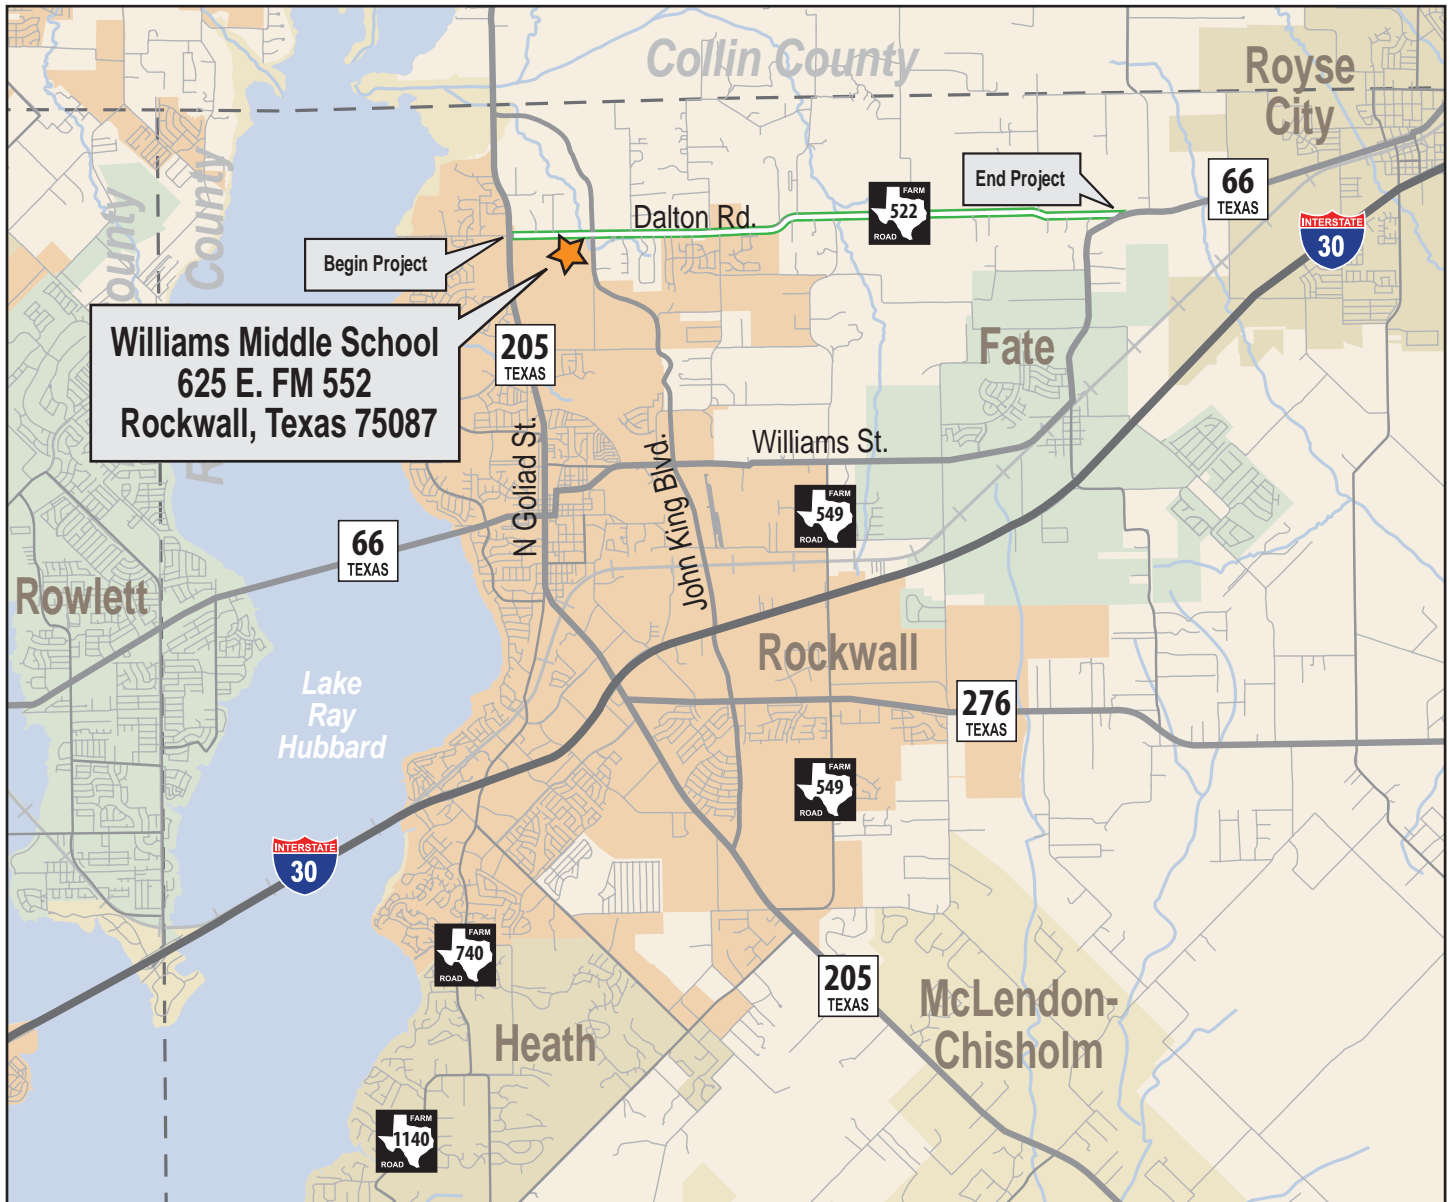 Collin County
Royse
City
End Project
66
TEXAS
FARM
522
ROAD
Dalton Rd.
INTERSTATE
30
Begin Project
County
County
Williams Middle School
625 E. FM 552
Rockwall, Texas 75087
205
TEXAS
Fate
N Goliad St.
John King Blvd.
Williams St.
FARM
549
ROAD
66
TEXAS
Rowlett
Rockwall
Lake
Ray
Hubbard
276
TEXAS
FARM
549
ROAD
INTERSTATE
30
FARM
740
ROAD
205
TEXAS
McLendon-
Chisholm
Heath
FARM
1140
ROAD